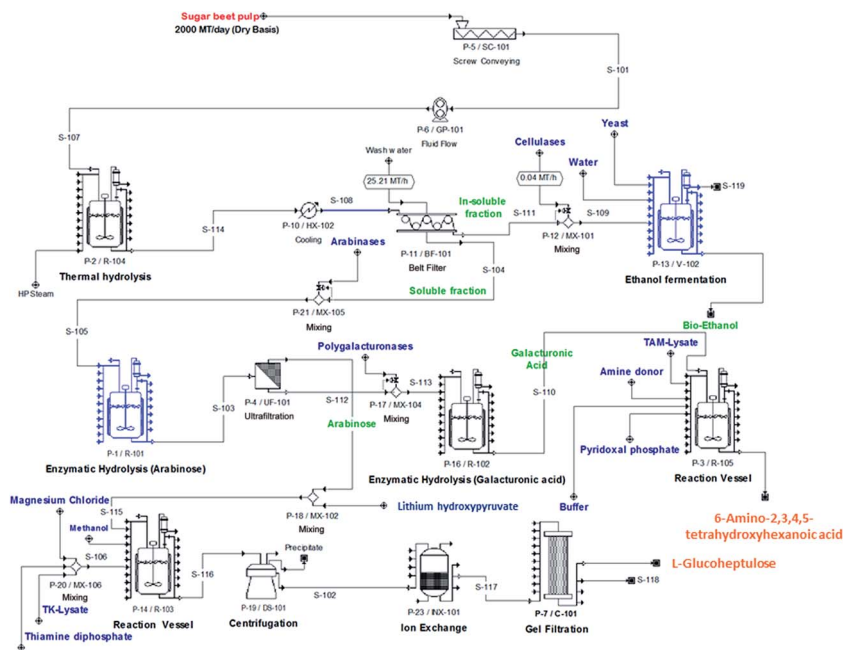 Sugar beet pulp
2000 MT/day (Dry Basis)
P-5 / SC-101
Screw Conveying
S-101
P-6 / GP-101
Fluid Flow
S-107
Yeast
Cellulases
Water
Wash water
25.21 MT/h
0.04 MT/h
S-119
In-soluble
fraction
S-108
S-111
S-109
S-114
P-10 / HX-102
Cooling
P-12 / MX-101
Mixing
Arabinases
P-11 / BF-101
Belt Filter
S-104
P-2 / R-104
Thermal hydrolysis
P-13 / V-102
Ethanol fermentation
HP Steam
Soluble fraction
P-21 / MX-105
Mixing
Bio-Ethanol
S-105
Polygalacturonases
Galacturonic
Acid
TAM-Lysate
Amine donor
S-103
P-4 / UF-101
Ultrafiltration
S-112
S-113
P-17 / MX-104
Mixing
S-110
Arabinose
Pyridoxal phosphate
P-1 / R-101
Enzymatic Hydrolysis (Arabinose)
P-16 / R-102
Enzymatic Hydrolysis (Galacturonic acid)
P-3 / R-105
Reaction Vessel
Magnesium Chloride
S-115
P-18 / MX-102
Mixing
Lithium hydroxypyruvate
Buffer
6-Amino-2,3,4,5-
tetrahydroxyhexanoic acid
Methanol
S-106
Precipitate
P-20 / MX-106
Mixing
S-116
S-102
S-117
L-Glucoheptulose
S-118
TK-Lysate
P-14 / R-103
Reaction Vessel
P-19 / DS-101
Centrifugation
P-23 / INX-101
Ion Exchange
P-7 / C-101
Gel Filtration
Thiamine diphosphate